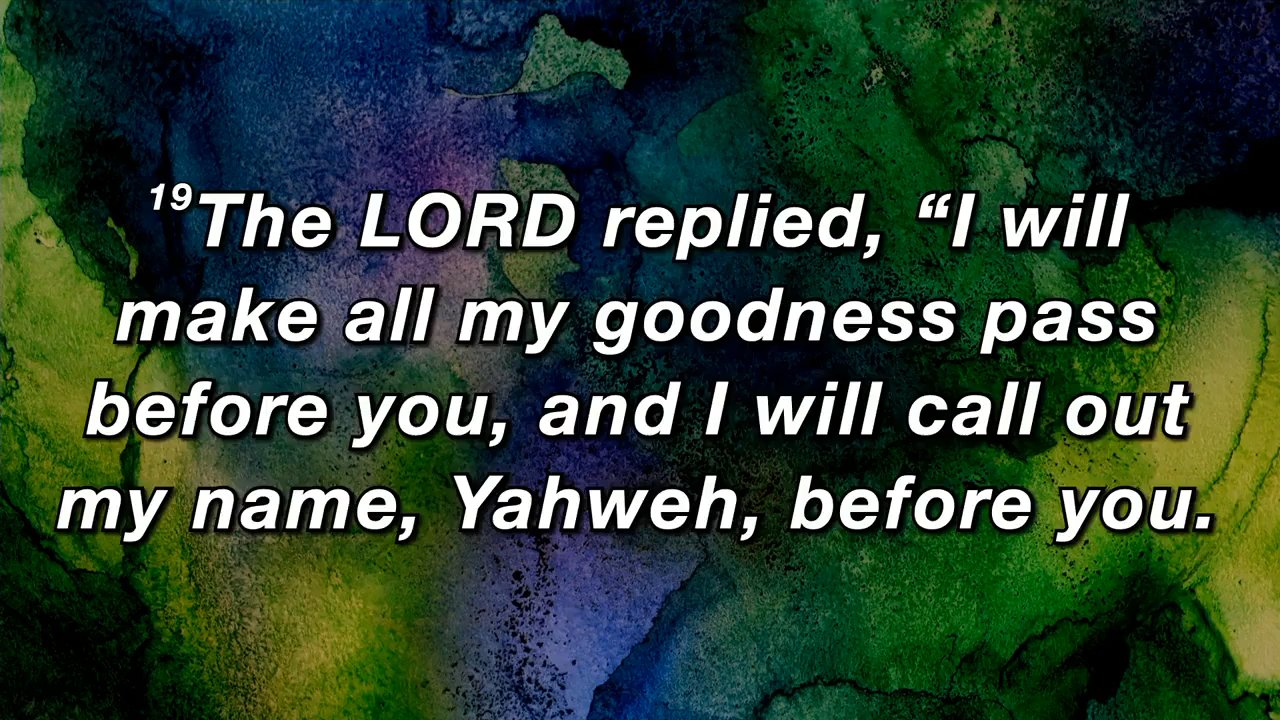 ¹⁹The LORD replied, “I will
make all my goodness pass
before you, and I will call out
my name, Yahweh, before you.